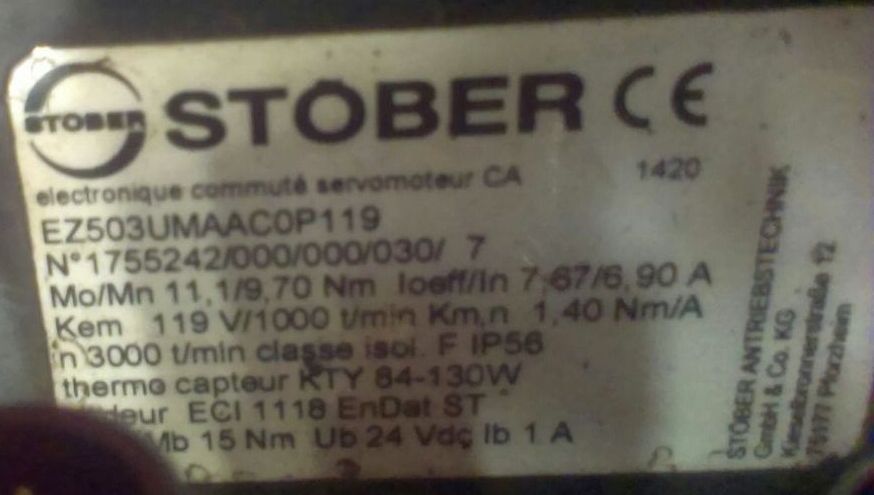 STOBER
STÖBER CE
electronique commuté servomoteur CA 1420
EZ503UMAAC0P119
N°1755242/000/000/030/ 7
Mo/Mn 11,1/9,70 Nm Ioeff/In 7,67/6,90 A
Kem 119 V/1000 t/min Km,n 1,40 Nm/A
n 3000 t/min classe isol. F IP56
thermo capteur KTY 84-130W
deur ECI 1118 EnDat ST
Mb 15 Nm Ub 24 Vdc Ib 1 A
STÖBER ANTRIEBSTECHNIK
GmbH & Co. KG
Kieselbronnerstraße 12
75177 Pforzheim